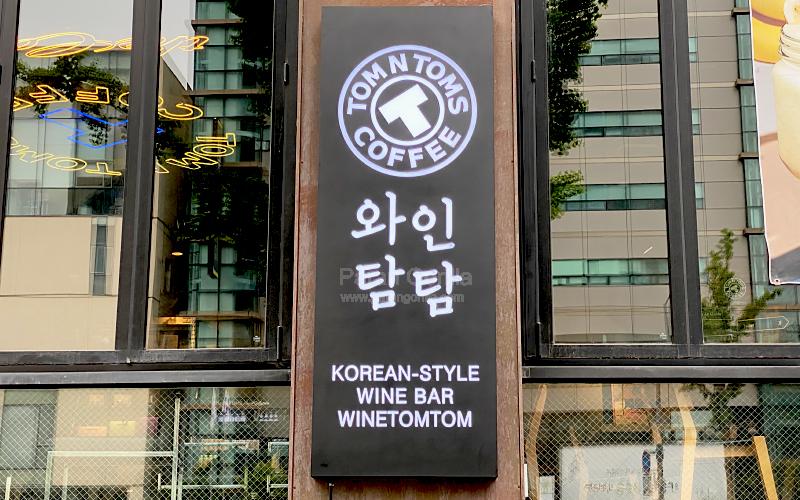 TOM N TOMS
COFFEE
T
와인
탐탐
KOREAN-STYLE
WINE BAR
WINETOMTOM